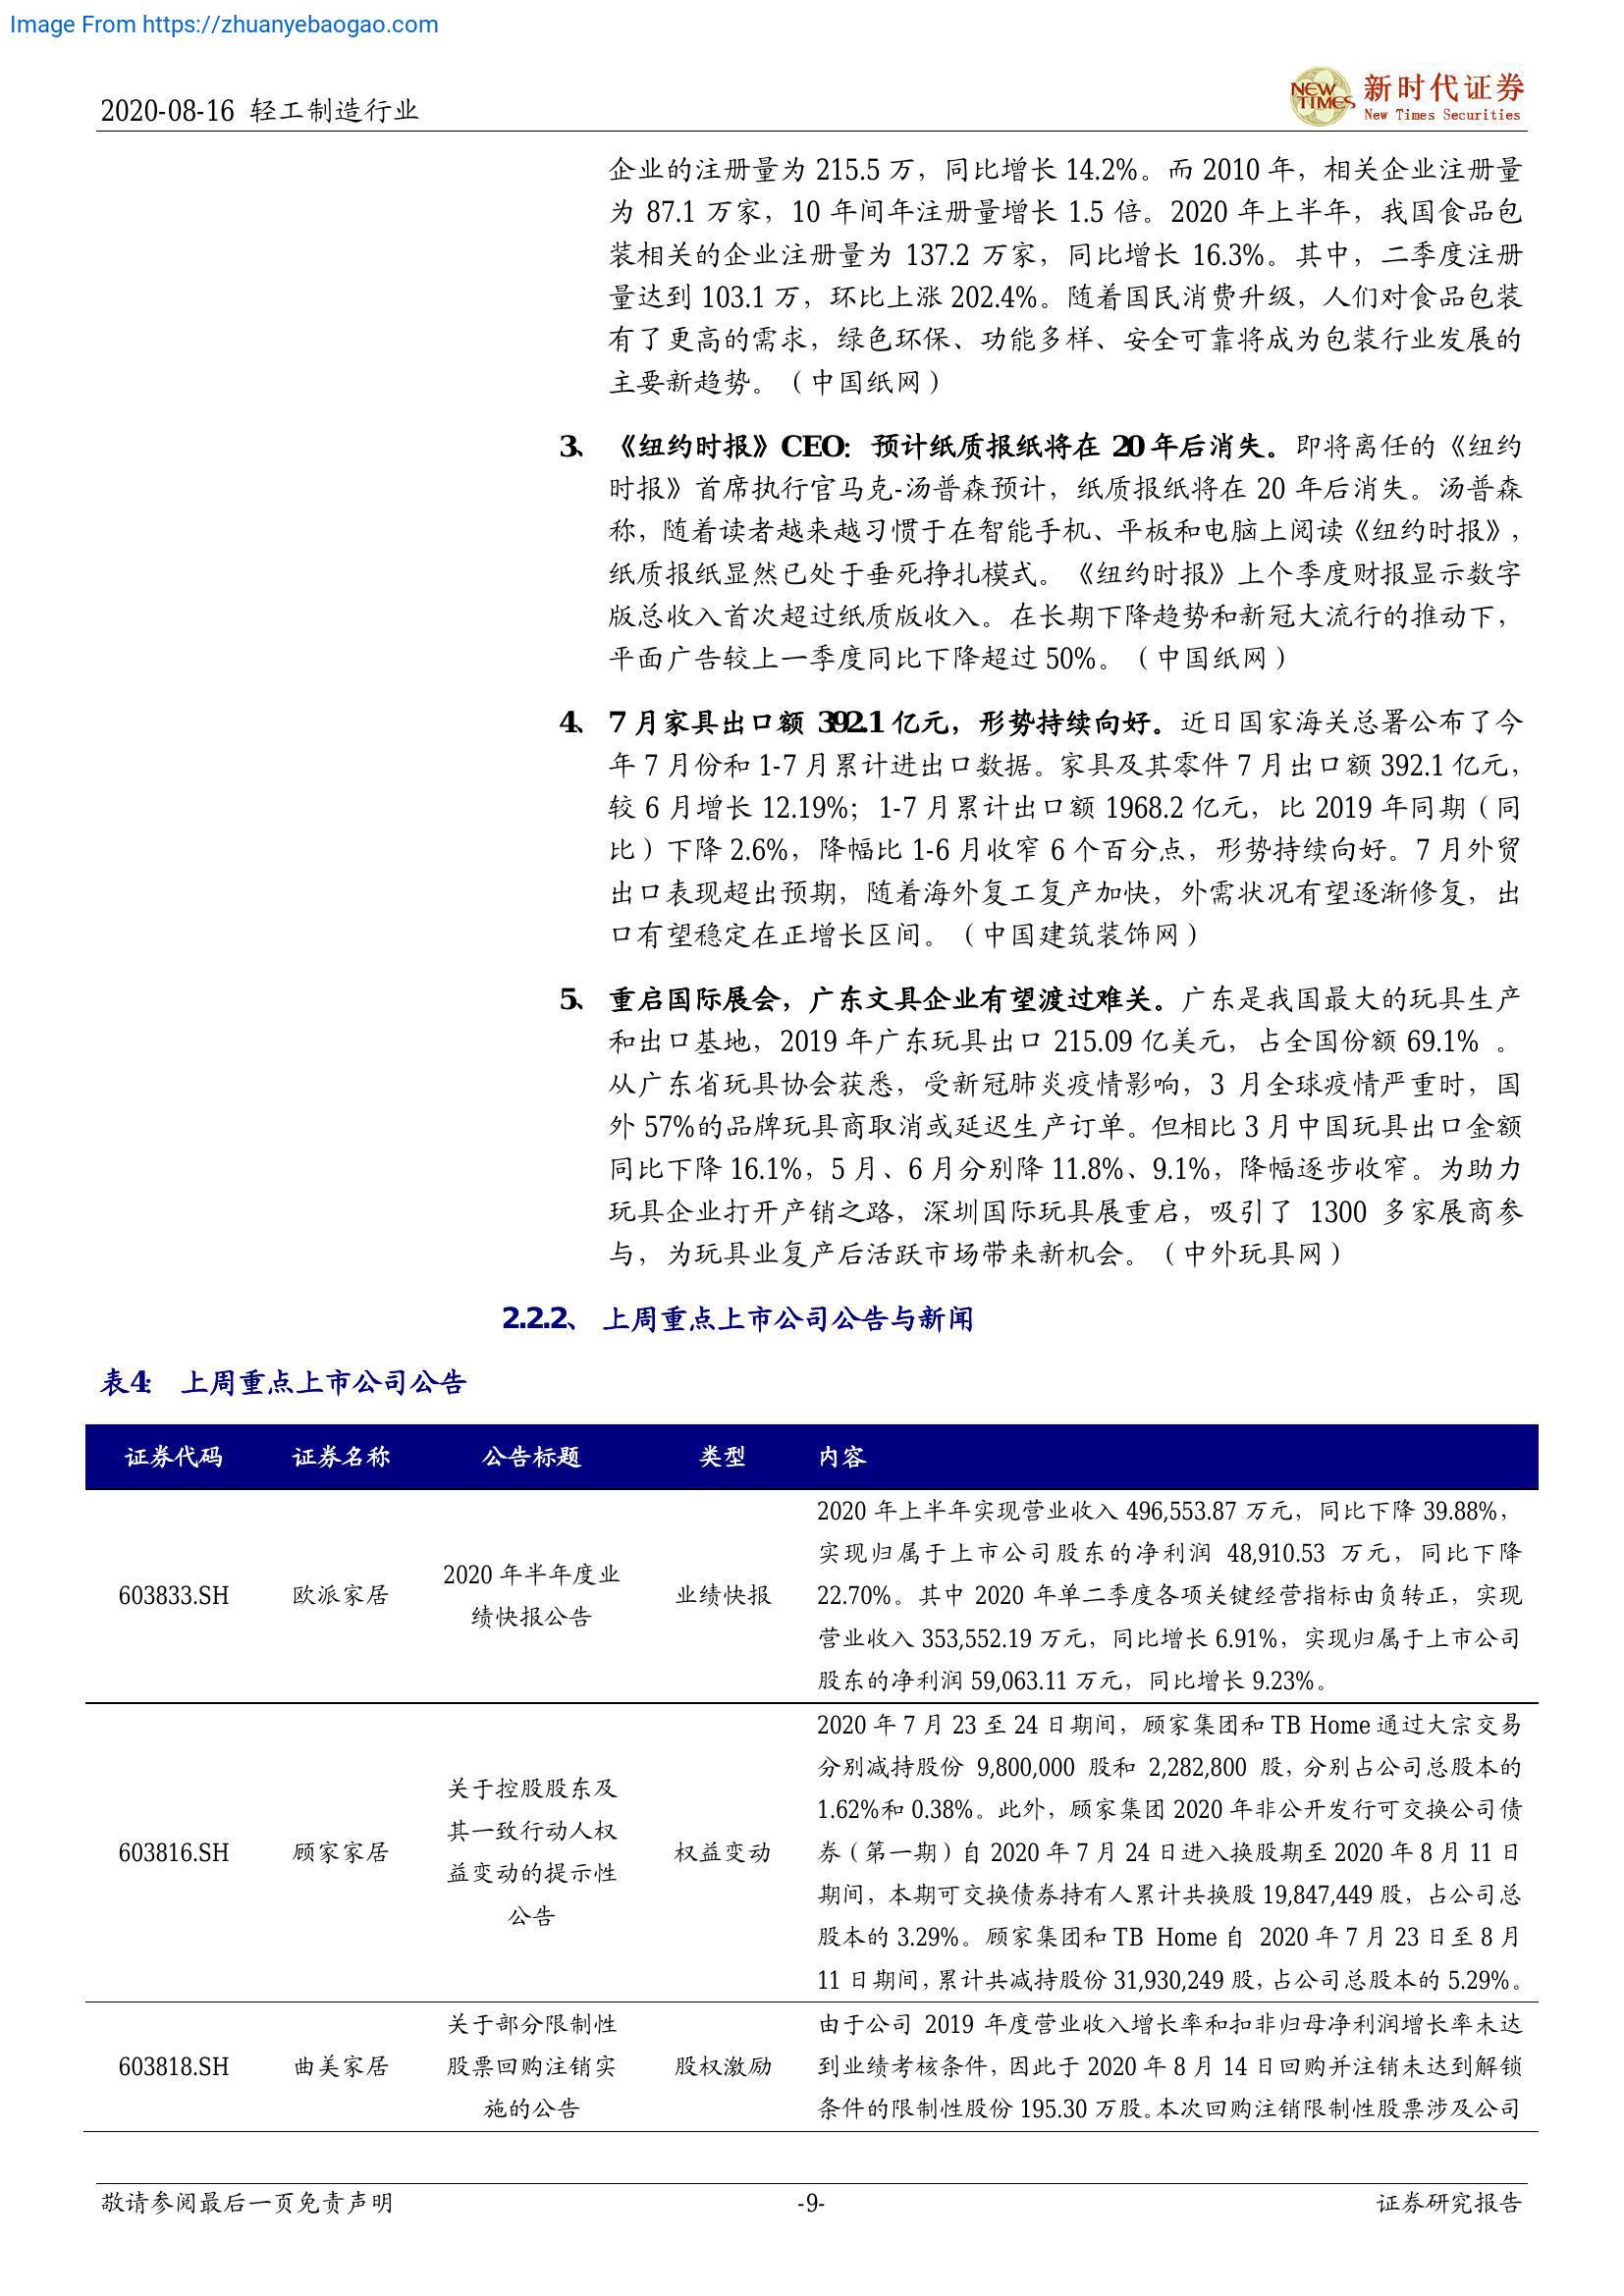 Image From https://zhuanyebaogao.com
2020-08-16 轻工制造行业
NEW TIMES
新时代证券
New Times Securities
企业的注册量为 215.5 万，同比增长 14.2%。而 2010 年，相关企业注册量
为 87.1 万家，10 年间年注册量增长 1.5 倍。2020 年上半年，我国食品包
装相关的企业注册量为 137.2 万家，同比增长 16.3%。其中，二季度注册
量达到 103.1 万，环比上涨 202.4%。随着国民消费升级，人们对食品包装
有了更高的需求，绿色环保、功能多样、安全可靠将成为包装行业发展的
主要新趋势。（中国纸网）
3、 《纽约时报》CEO：预计纸质报纸将在 20 年后消失。即将离任的《纽约
时报》首席执行官马克-汤普森预计，纸质报纸将在 20 年后消失。汤普森
称，随着读者越来越习惯于在智能手机、平板和电脑上阅读《纽约时报》，
纸质报纸显然已处于垂死挣扎模式。《纽约时报》上个季度财报显示数字
版总收入首次超过纸质版收入。在长期下降趋势和新冠大流行的推动下，
平面广告较上一季度同比下降超过 50%。（中国纸网）
4、 7 月家具出口额 392.1 亿元，形势持续向好。近日国家海关总署公布了今
年 7 月份和 1-7 月累计进出口数据。家具及其零件 7 月出口额 392.1 亿元，
较 6 月增长 12.19%；1-7 月累计出口额 1968.2 亿元，比 2019 年同期（同
比）下降 2.6%，降幅比 1-6 月收窄 6 个百分点，形势持续向好。7 月外贸
出口表现超出预期，随着海外复工复产加快，外需状况有望逐渐修复，出
口有望稳定在正增长区间。（中国建筑装饰网）
5、 重启国际展会，广东文具企业有望渡过难关。广东是我国最大的玩具生产
和出口基地，2019 年广东玩具出口 215.09 亿美元，占全国份额 69.1% 。
从广东省玩具协会获悉，受新冠肺炎疫情影响，3 月全球疫情严重时，国
外 57%的品牌玩具商取消或延迟生产订单。但相比 3 月中国玩具出口金额
同比下降 16.1%，5 月、6 月分别降 11.8%、9.1%，降幅逐步收窄。为助力
玩具企业打开产销之路，深圳国际玩具展重启，吸引了 1300 多家展商参
与，为玩具业复产后活跃市场带来新机会。（中外玩具网）
2.2.2、 上周重点上市公司公告与新闻
表4： 上周重点上市公司公告
证券代码 证券名称 公告标题 类型 内容
603833.SH
欧派家居
2020 年半年度业
绩快报公告
业绩快报
2020 年上半年实现营业收入 496,553.87 万元，同比下降 39.88%，
实现归属于上市公司股东的净利润 48,910.53 万元，同比下降
22.70%。其中 2020 年单二季度各项关键经营指标由负转正，实现
营业收入 353,552.19 万元，同比增长 6.91%，实现归属于上市公司
股东的净利润 59,063.11 万元，同比增长 9.23%。
603816.SH
顾家家居
关于控股股东及
其一致行动人权
益变动的提示性
公告
权益变动
2020 年 7 月 23 至 24 日期间，顾家集团和 TB Home 通过大宗交易
分别减持股份 9,800,000 股和 2,282,800 股，分别占公司总股本的
1.62%和 0.38%。此外，顾家集团 2020 年非公开发行可交换公司债
券（第一期）自 2020 年 7 月 24 日进入换股期至 2020 年 8 月 11 日
期间，本期可交换债券持有人累计共换股 19,847,449 股，占公司总
股本的 3.29%。顾家集团和 TB Home 自 2020 年 7 月 23 日至 8 月
11 日期间，累计共减持股份 31,930,249 股，占公司总股本的 5.29%。
603818.SH
曲美家居
关于部分限制性
股票回购注销实
施的公告
股权激励
由于公司 2019 年度营业收入增长率和扣非归母净利润增长率未达
到业绩考核条件，因此于 2020 年 8 月 14 日回购并注销未达到解锁
条件的限制性股份 195.30 万股。本次回购注销限制性股票涉及公司
敬请参阅最后一页免责声明
-9-
证券研究报告